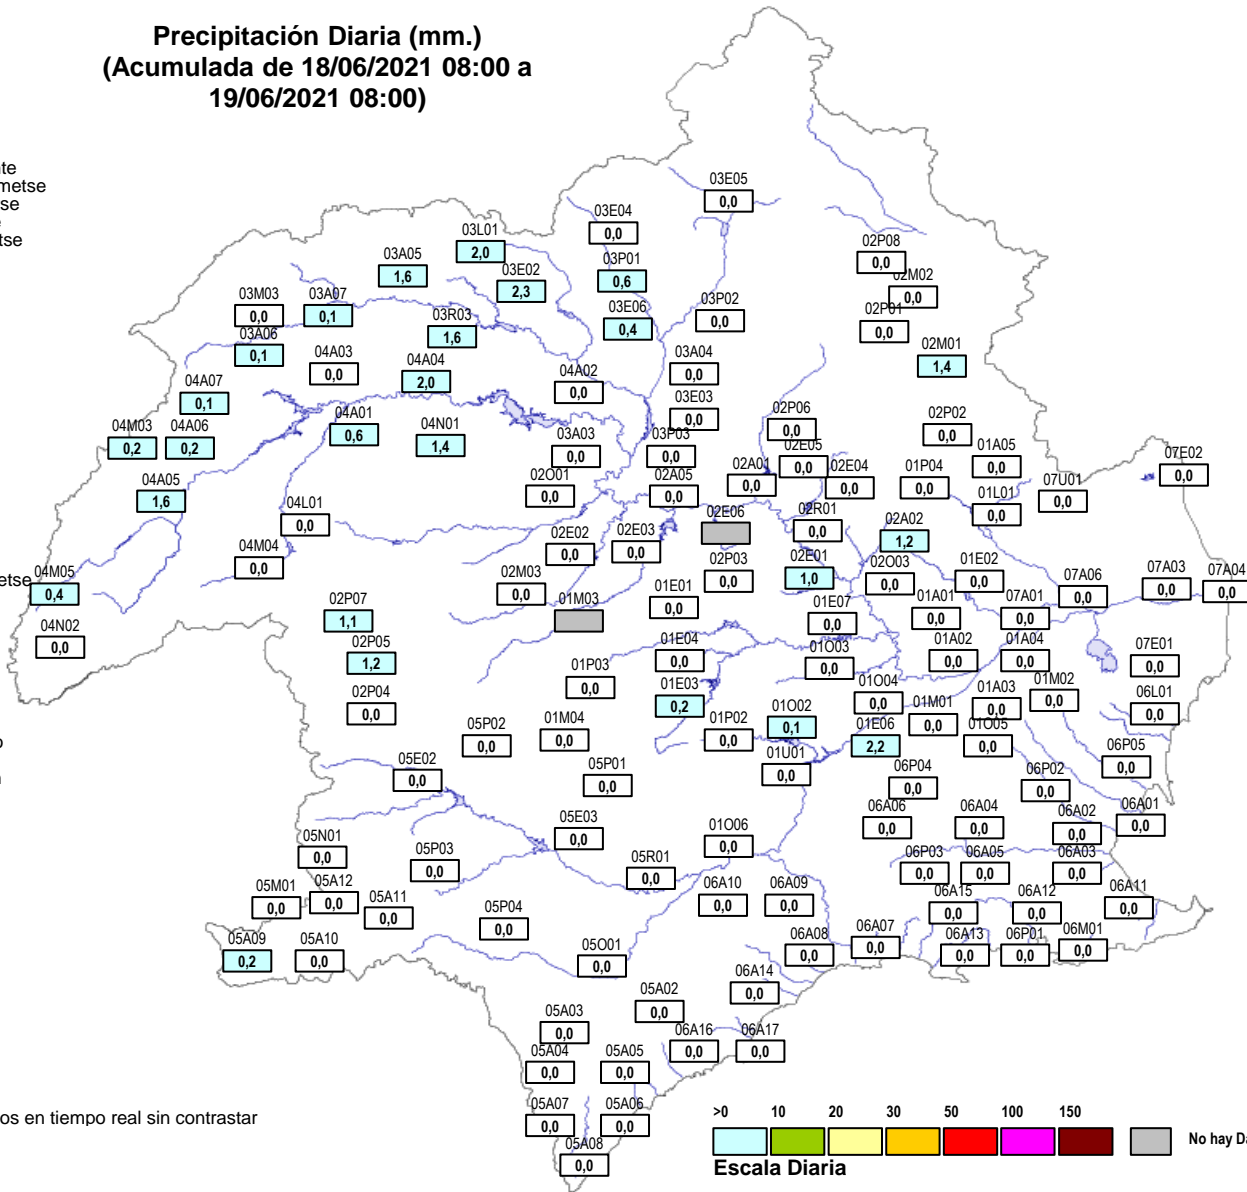 Precipitación Diaria (mm.)
(Acumulada de 18/06/2021 08:00 a
19/06/2021 08:00)
nte
metse
se
tse
03E05
0,0
03E04
0,0
03L01
2,0
03A05
1,6
03E02
2,3
03P01
0,6
02P08
0,0
02M02
0,0
03M03
0,0
03A07
0,1
03R03
1,6
03E06
0,4
03P02
0,0
02P01
0,0
03A06
0,1
04A03
0,0
04A04
2,0
04A02
0,0
03A04
0,0
02M01
1,4
04A07
0,1
03E03
0,0
04M03
0,2
04A06
0,2
04A01
0,6
04N01
1,4
03A03
0,0
03P03
0,0
02P06
0,0
02P02
0,0
02E05
0,0
01A05
0,0
07E02
0,0
04A05
1,6
02O01
0,0
02A05
0,0
02A01
0,0
02E04
0,0
01P04
0,0
07U01
0,0
01L01
0,0
04L01
0,0
02E06
02R01
0,0
02A02
1,2
04M04
0,0
02E02
0,0
02E03
0,0
metse
04M05
0,4
02M03
0,0
02P03
0,0
02E01
1,0
02O03
0,0
01E02
0,0
07A06
0,0
07A03
0,0
07A04
0,0
01M03
01E01
0,0
02P07
1,1
01E07
0,0
01A01
0,0
07A01
0,0
04N02
0,0
02P05
1,2
01E04
0,0
01O03
0,0
01A02
0,0
01A04
0,0
07E01
0,0
01P03
0,0
01E03
0,2
01O04
0,0
01A03
0,0
01M02
0,0
06L01
0,0
02P04
0,0
05P02
0,0
01M04
0,0
01P02
0,0
01O02
0,1
01E06
2,2
01M01
0,0
01O05
0,0
05E02
0,0
05P01
0,0
01U01
0,0
06P04
0,0
06P02
0,0
06P05
0,0
05E03
0,0
01O06
0,0
06A06
0,0
06A04
0,0
06A02
0,0
06A01
0,0
05N01
0,0
05P03
0,0
05R01
0,0
06P03
0,0
06A05
0,0
06A03
0,0
05M01
0,0
05A12
0,0
05A11
0,0
06A10
0,0
06A09
0,0
06A15
0,0
06A12
0,0
06A11
0,0
05P04
0,0
05A09
0,2
05A10
0,0
05O01
0,0
06A08
0,0
06A07
0,0
06A13
0,0
06P01
0,0
06M01
0,0
06A14
0,0
05A02
0,0
05A03
0,0
06A16
0,0
06A17
0,0
05A04
0,0
05A05
0,0
05A07
0,0
05A06
0,0
05A08
0,0
os en tiempo real sin contrastar
>0 10 20 30 50 100 150
No hay Da
Escala Diaria